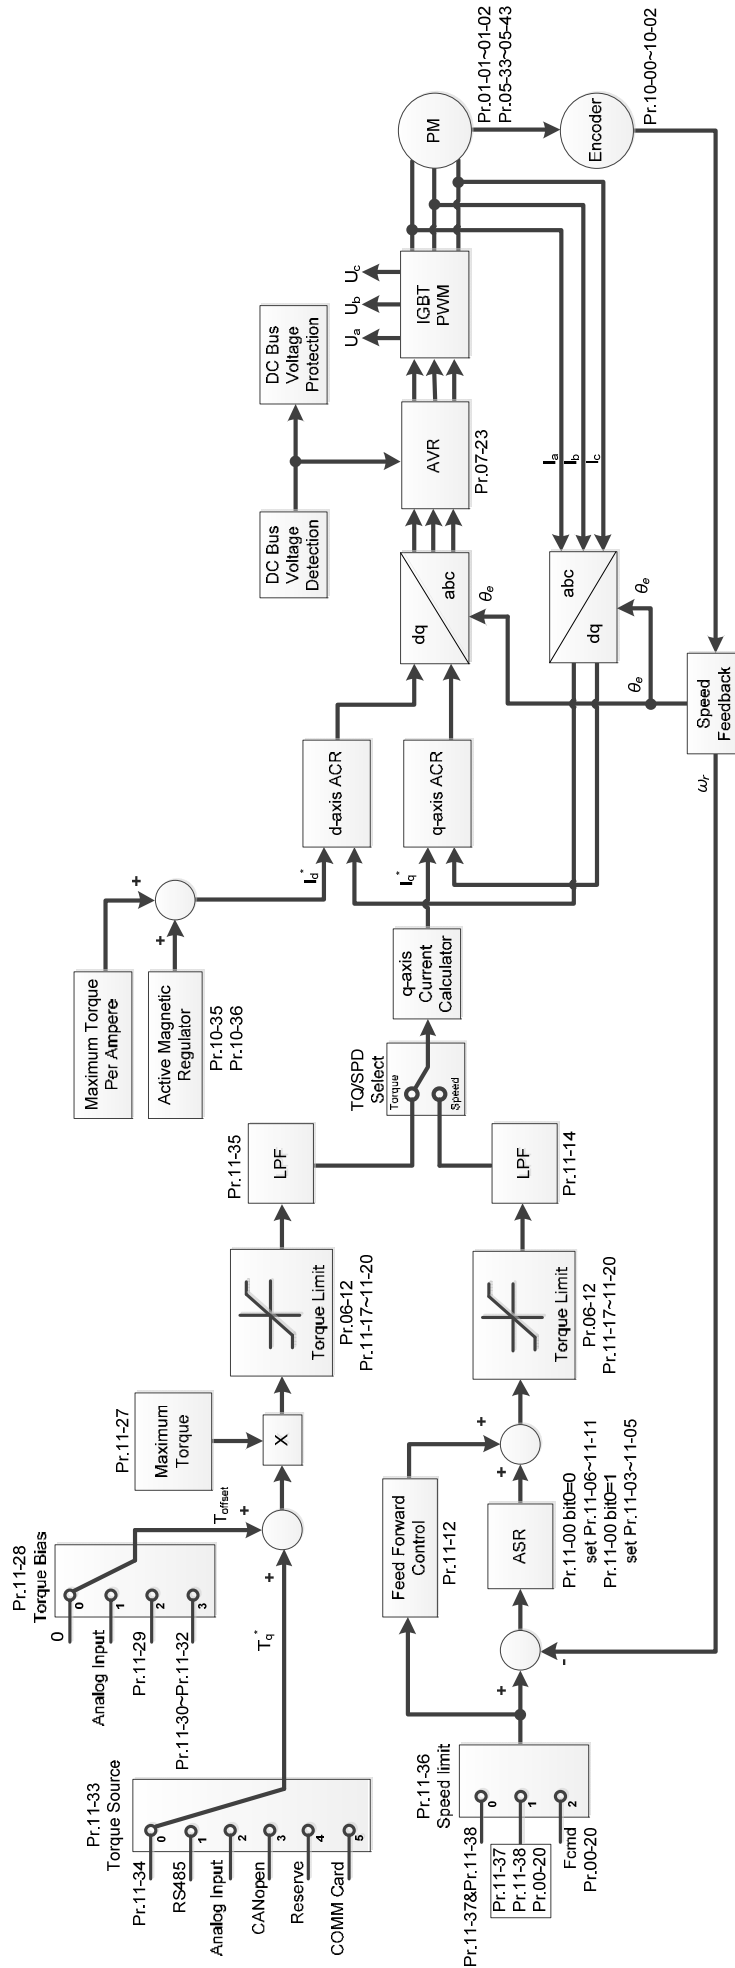 Pr.11-33
Torque Source
Pr.11-34
RS485
Analog Input
CANopen
Reserve
COMM Card
0
1
2
3
4
5
Tq*
Pr.11-28
Torque Bias
0
Analog Input
Pr.11-29
Pr.11-30~Pr.11-32
0
1
2
3
Toffset
+
+
Pr.11-27
Maximum
Torque
X
Torque Limit
Pr.06-12
Pr.11-17~11-20
Pr.11-35
LPF
Pr.11-36
Speed limit
Pr.11-37&Pr.11-38
Pr.11-37
Pr.11-38
Pr.00-20
Fcmd
Pr.00-20
0
1
2
+
-
Feed Forward
Control
Pr.11-12
ASR
Pr.11-00 bit0=0
set Pr.11-06~11-11
Pr.11-00 bit0=1
set Pr.11-03~11-05
+
+
Torque Limit
Pr.06-12
Pr.11-17~11-20
LPF
Pr.11-14
TQ/SPD
Select
Torque
Speed
q-axis
Current
Calculator
Maximum Torque
Per Ampere
Active Magnetic
Regulator
Pr.10-35
Pr.10-36
+
+
Id*
Iq*
d-axis ACR
q-axis ACR
dq
abc
θe
DC Bus
Voltage
Detection
DC Bus
Voltage
Protection
AVR
Pr.07-23
IGBT
PWM
Ua
Ub
Uc
PM
Pr.01-01~01-02
Pr.05-33~05-43
Encoder
Pr.10-00~10-02
Ia
Ib
Ic
abc
dq
θe
θe
Speed
Feedback
ωr